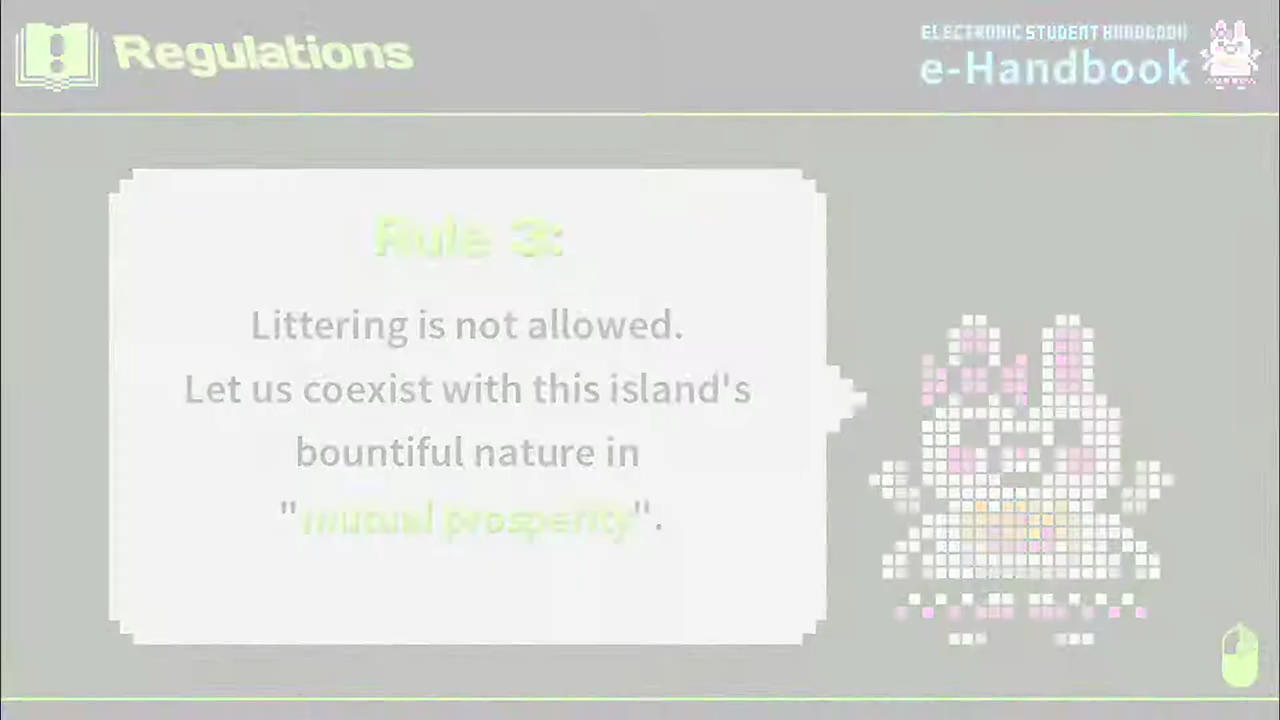 Regulations
ELECTRONIC STUDENT HANDBOOK
e-Handbook
Rule 3:
Littering is not allowed.
Let us coexist with this island's
bountiful nature in
"mutual prosperity".